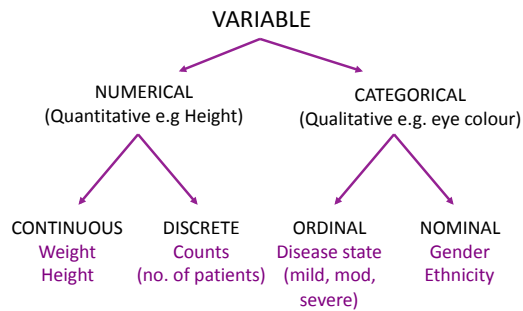 VARIABLE
NUMERICAL
(Quantitative e.g Height)
CATEGORICAL
(Qualitative e.g. eye colour)
CONTINUOUS
Weight
Height
DISCRETE
Counts
(no. of patients)
ORDINAL
Disease state
(mild, mod,
severe)
NOMINAL
Gender
Ethnicity